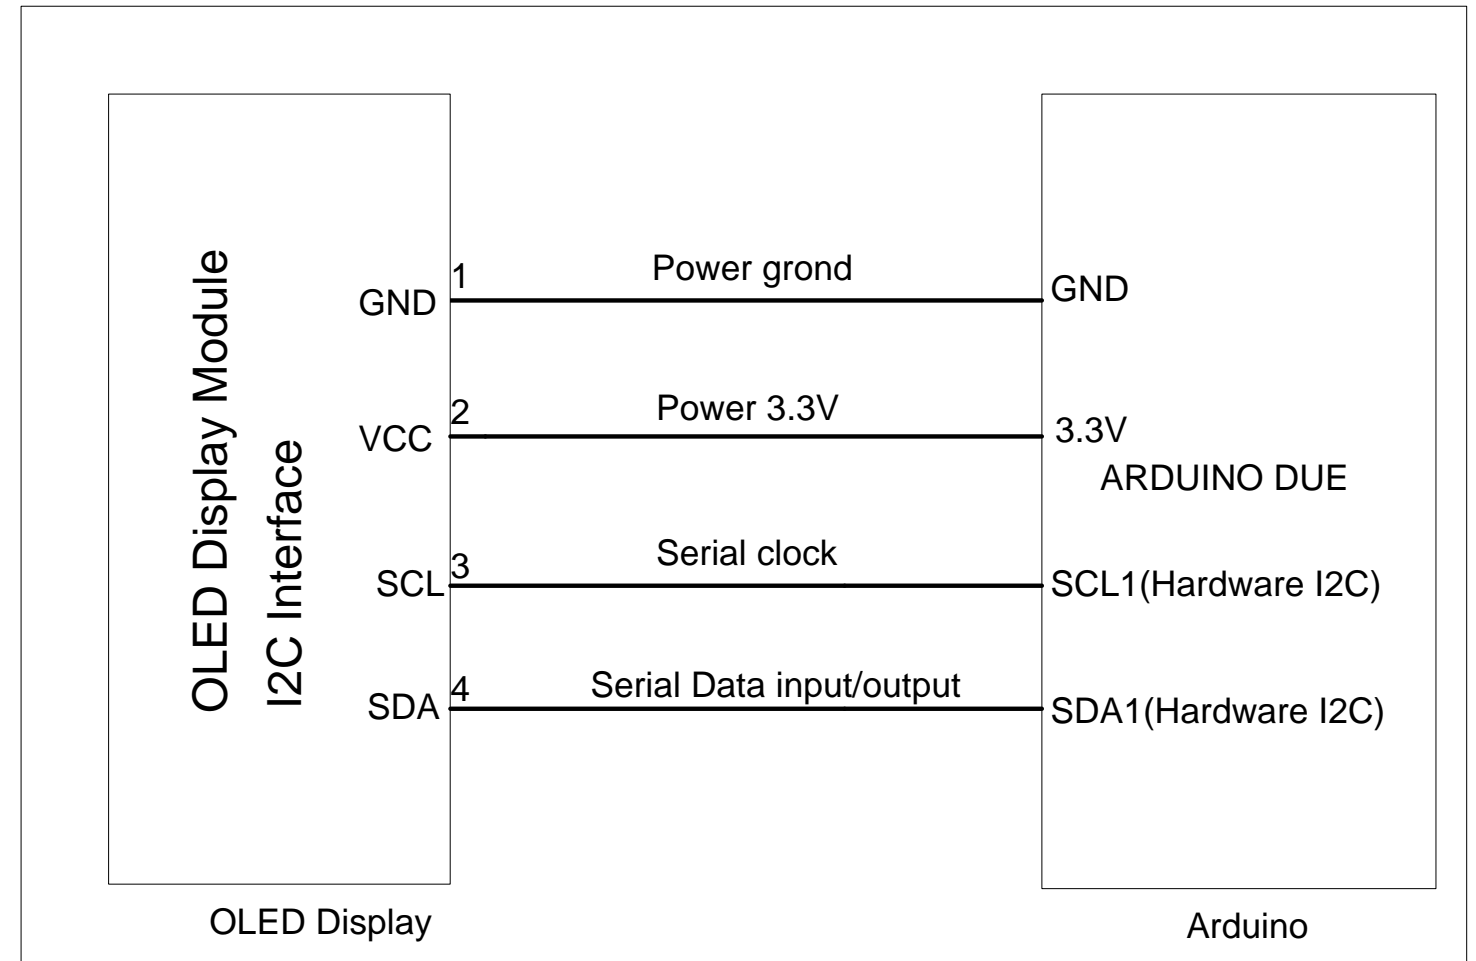 OLED Display Module
I2C Interface
GND
1
Power grond
GND
VCC
2
Power 3.3V
3.3V
ARDUINO DUE
SCL
3
Serial clock
SCL1(Hardware I2C)
SDA
4
Serial Data input/output
SDA1(Hardware I2C)
OLED Display
Arduino